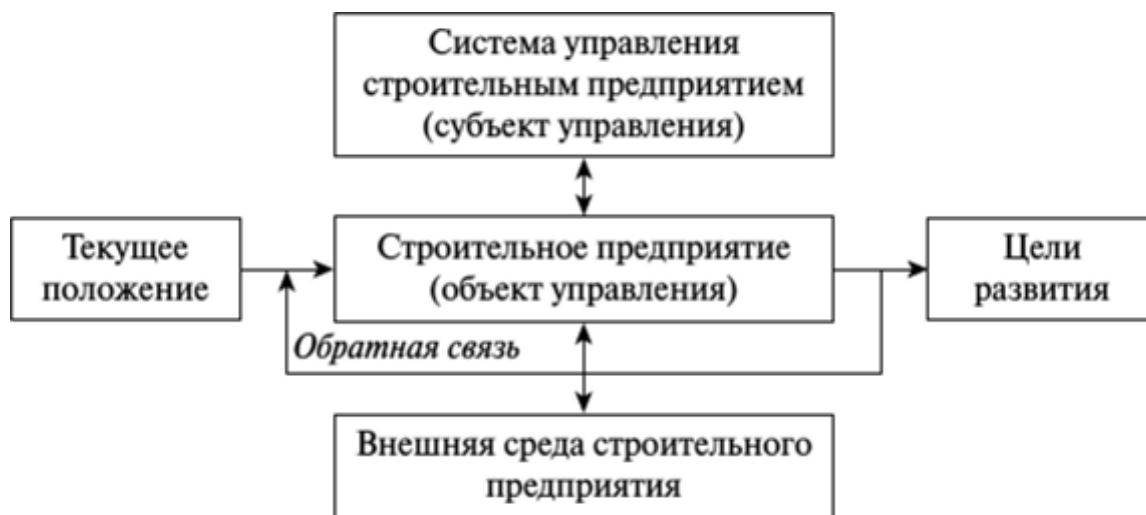 Система управления
строительным предприятием
(субъект управления)
Текущее
положение
Строительное предприятие
(объект управления)
Цели
развития
Обратная связь
Внешняя среда строительного
предприятия